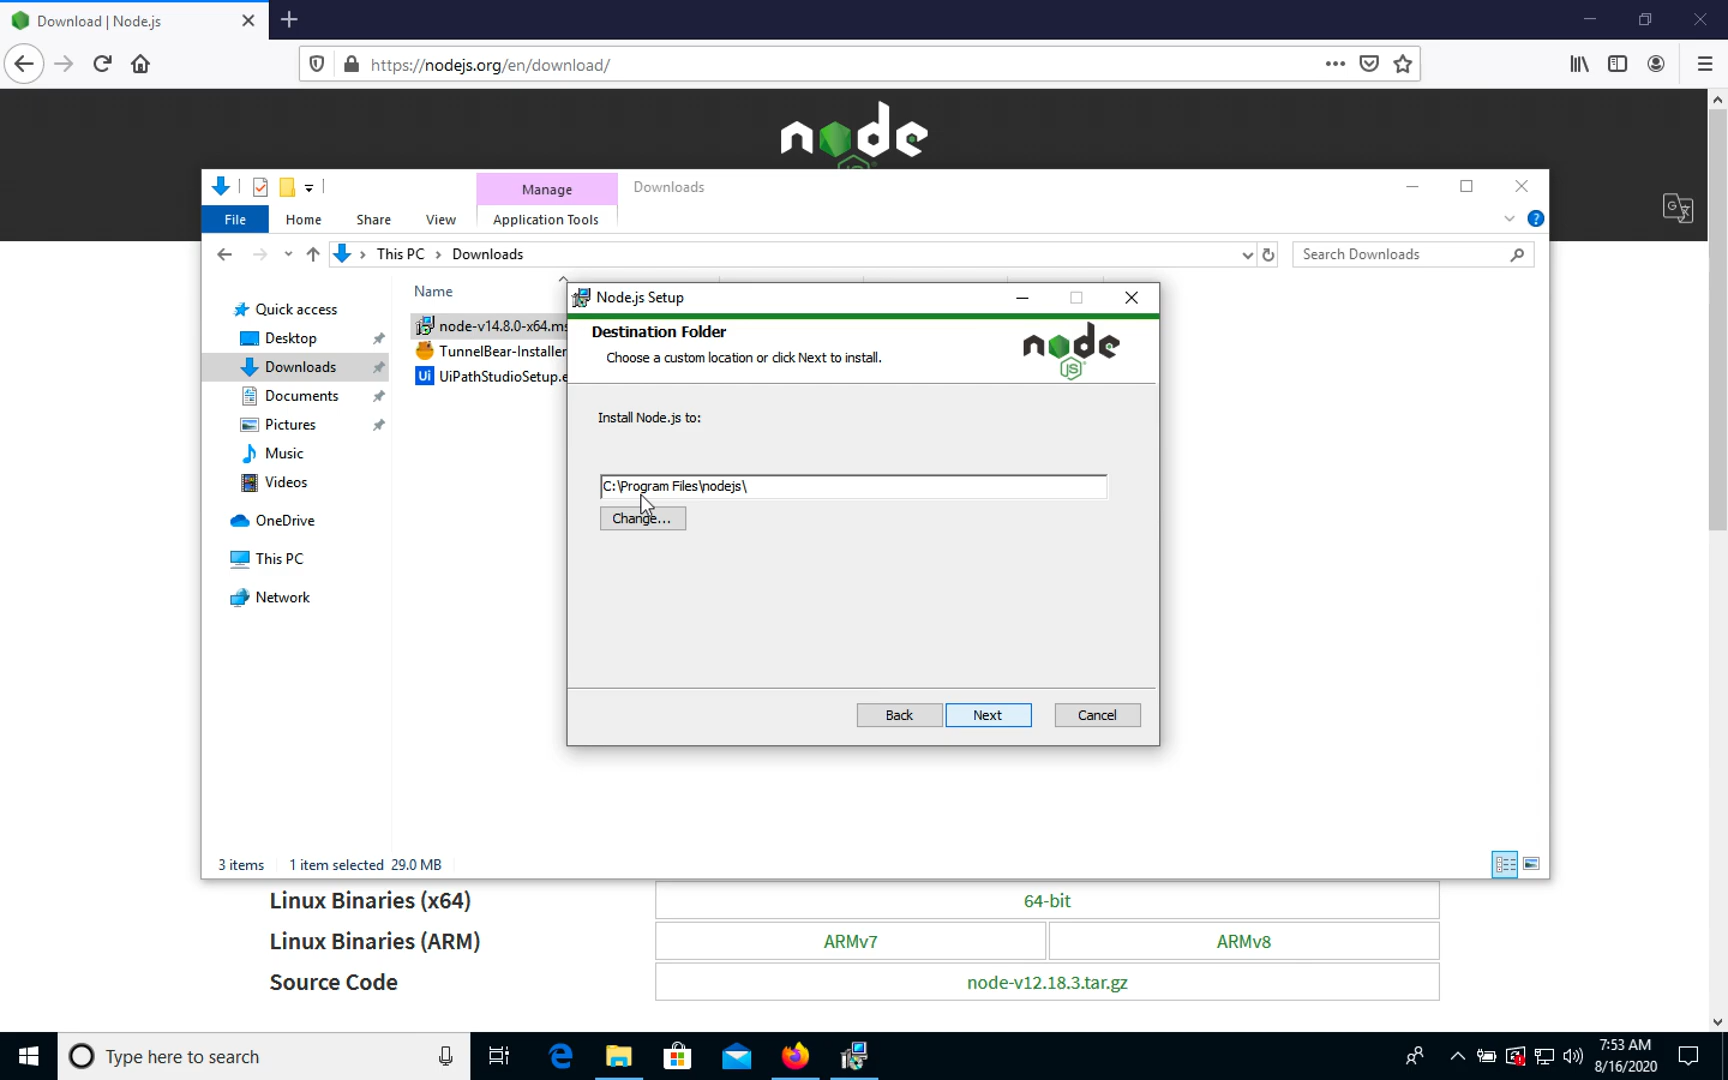 Download | Node.js
https://nodejs.org/en/download/
node
JS
Manage
Downloads
File
Home
Share
View
Application Tools
This PC > Downloads
Search Downloads
Name
Quick access
Desktop
Downloads
Documents
Pictures
Music
Videos
OneDrive
This PC
Network
node-v14.8.0-x64.ms
TunnelBear-Installer
Ui UiPathStudioSetup.e
Node.js Setup
Destination Folder
Choose a custom location or click Next to install.
node
JS
Install Node.js to:
C:\Program Files\nodejs\
Change...
Back
Next
Cancel
3 items
1 item selected 29.0 MB
Linux Binaries (x64)
64-bit
Linux Binaries (ARM)
ARMv7
ARMv8
Source Code
node-v12.18.3.tar.gz
Type here to search
7:53 AM
8/16/2020